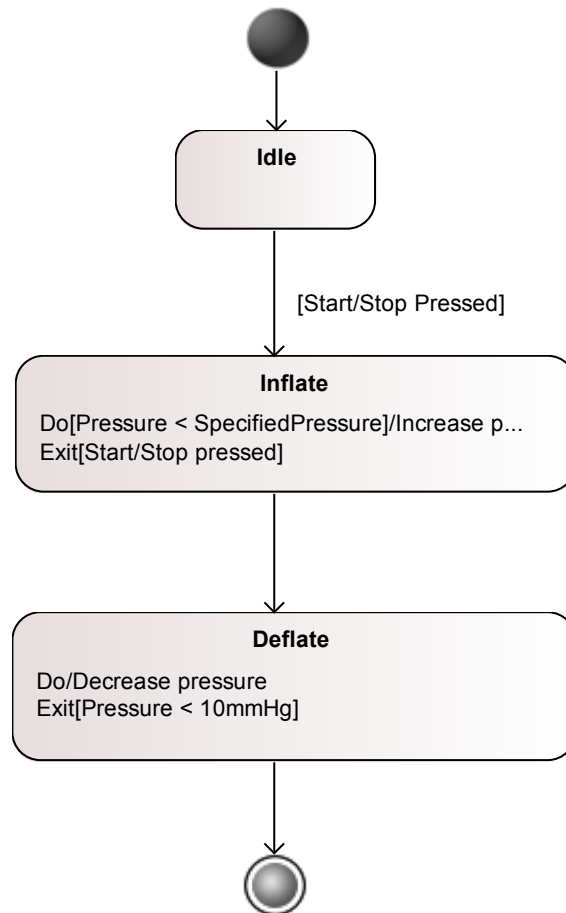 Idle
[Start/Stop Pressed]
Inflate
Do[Pressure < SpecifiedPressure]/Increase p...
Exit[Start/Stop pressed]
Deflate
Do/Decrease pressure
Exit[Pressure < 10mmHg]